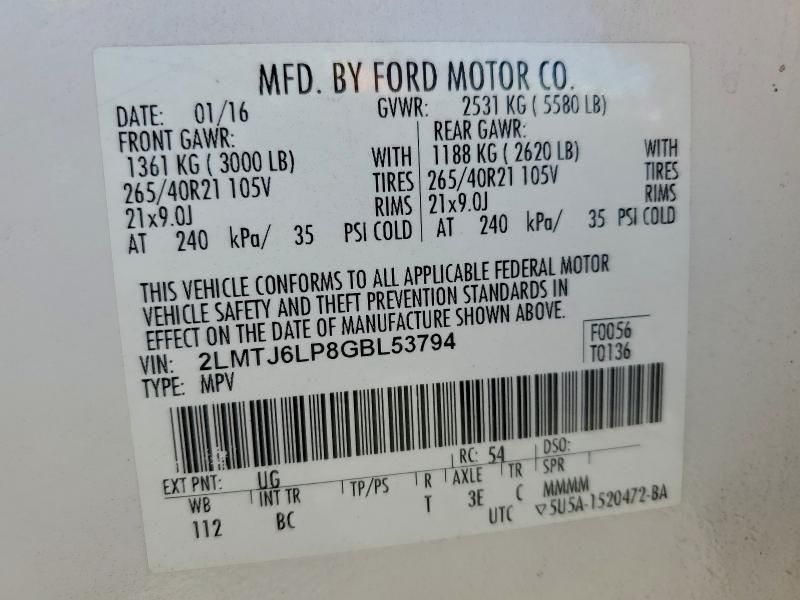 MFD. BY FORD MOTOR CO.
DATE: 01/16 GVWR: 2531 KG ( 5580 LB)
FRONT GAWR: REAR GAWR:
1361 KG ( 3000 LB) WITH 1188 KG ( 2620 LB) WITH
265/40R21 105V TIRES 265/40R21 105V TIRES
21x9.0J RIMS 21x9.0J RIMS
AT 240 kPa/ 35 PSI COLD AT 240 kPa/ 35 PSI COLD
THIS VEHICLE CONFORMS TO ALL APPLICABLE FEDERAL MOTOR
VEHICLE SAFETY AND THEFT PREVENTION STANDARDS IN
EFFECT ON THE DATE OF MANUFACTURE SHOWN ABOVE.
VIN: 2LMTJ6LP8GBL53794 F0056
TYPE: MPV T0136
EXT PNT: UG RC: 54 DSO:
WB INT TR TP/PS R AXLE TR SPR
112 BC T 3E C MMMM
UTC ▽5U5A-1520472-BA